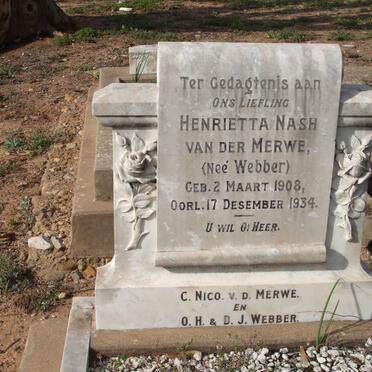 Ter Gedagtenis aan
Ons Liefling
Henrietta Nash
van der Merwe,
(Neé Webber)
Geb. 2 Maart 1908,
Oorl. 17 Desember 1934.
U wil o! Heer.
C. Nico. v. d. Merwe.
en
O. H. & D. J. Webber.